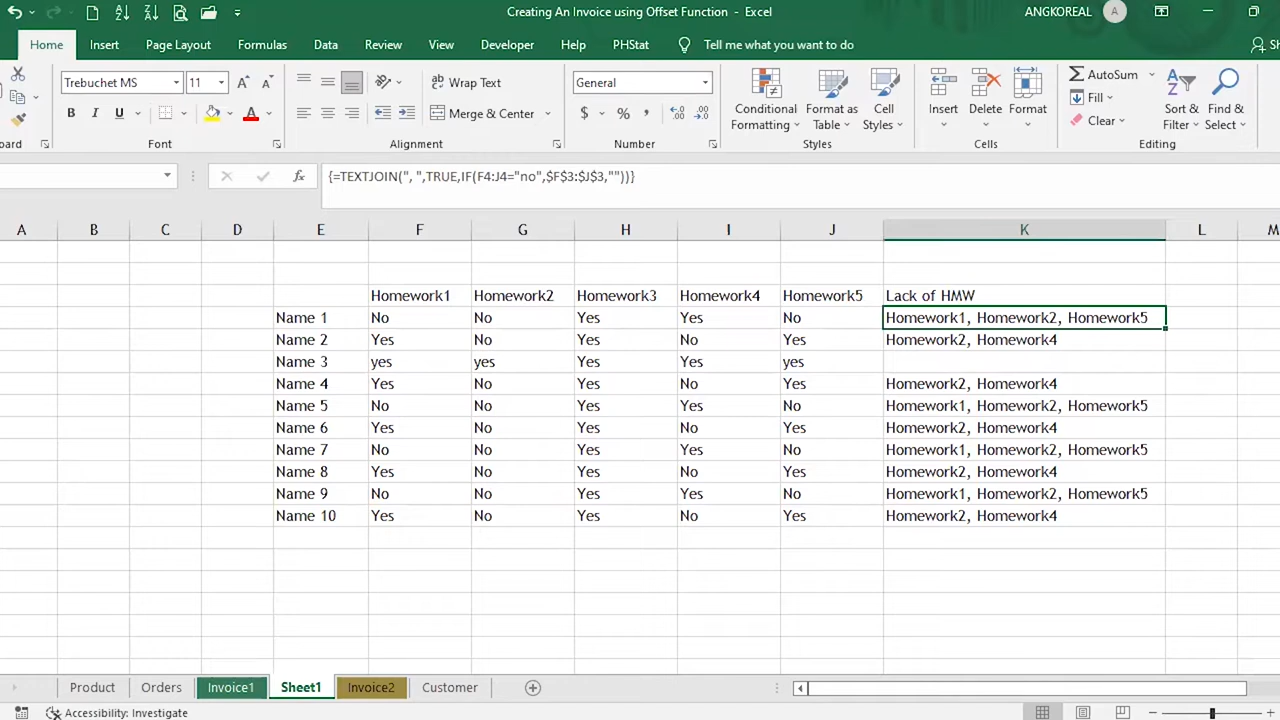 Creating An Invoice using Offset Function - Excel ANGKOREAL A
Home Insert Page Layout Formulas Data Review View Developer Help PHStat Tell me what you want to do
Trebuchet MS 11 Wrap Text General AutoSum
B I U Merge & Center $ % Conditional Formatting Format as Table Cell Styles Insert Delete Format Fill Clear Sort & Filter Find & Select
Font Alignment Number Styles Cells Editing
fx {=TEXTJOIN(", ",TRUE,IF(F4:J4="no",$F$3:$J$3,""))}
A B C D E F G H I J K L M
Homework1 Homework2 Homework3 Homework4 Homework5 Lack of HMW
Name 1 No No Yes Yes No Homework1, Homework2, Homework5
Name 2 Yes No Yes No Yes Homework2, Homework4
Name 3 yes yes Yes Yes yes
Name 4 Yes No Yes No Yes Homework2, Homework4
Name 5 No No Yes Yes No Homework1, Homework2, Homework5
Name 6 Yes No Yes No Yes Homework2, Homework4
Name 7 No No Yes Yes No Homework1, Homework2, Homework5
Name 8 Yes No Yes No Yes Homework2, Homework4
Name 9 No No Yes Yes No Homework1, Homework2, Homework5
Name 10 Yes No Yes No Yes Homework2, Homework4
Product Orders Invoice1 Sheet1 Invoice2 Customer
Accessibility: Investigate